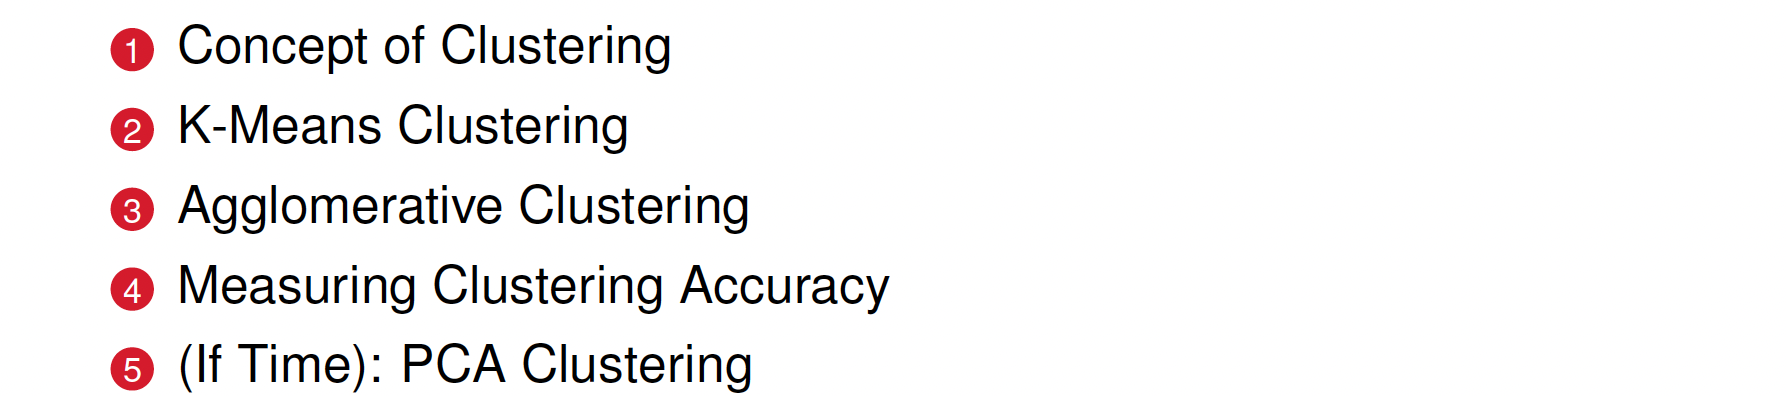 1 Concept of Clustering
2 K-Means Clustering
3 Agglomerative Clustering
4 Measuring Clustering Accuracy
5 (If Time): PCA Clustering